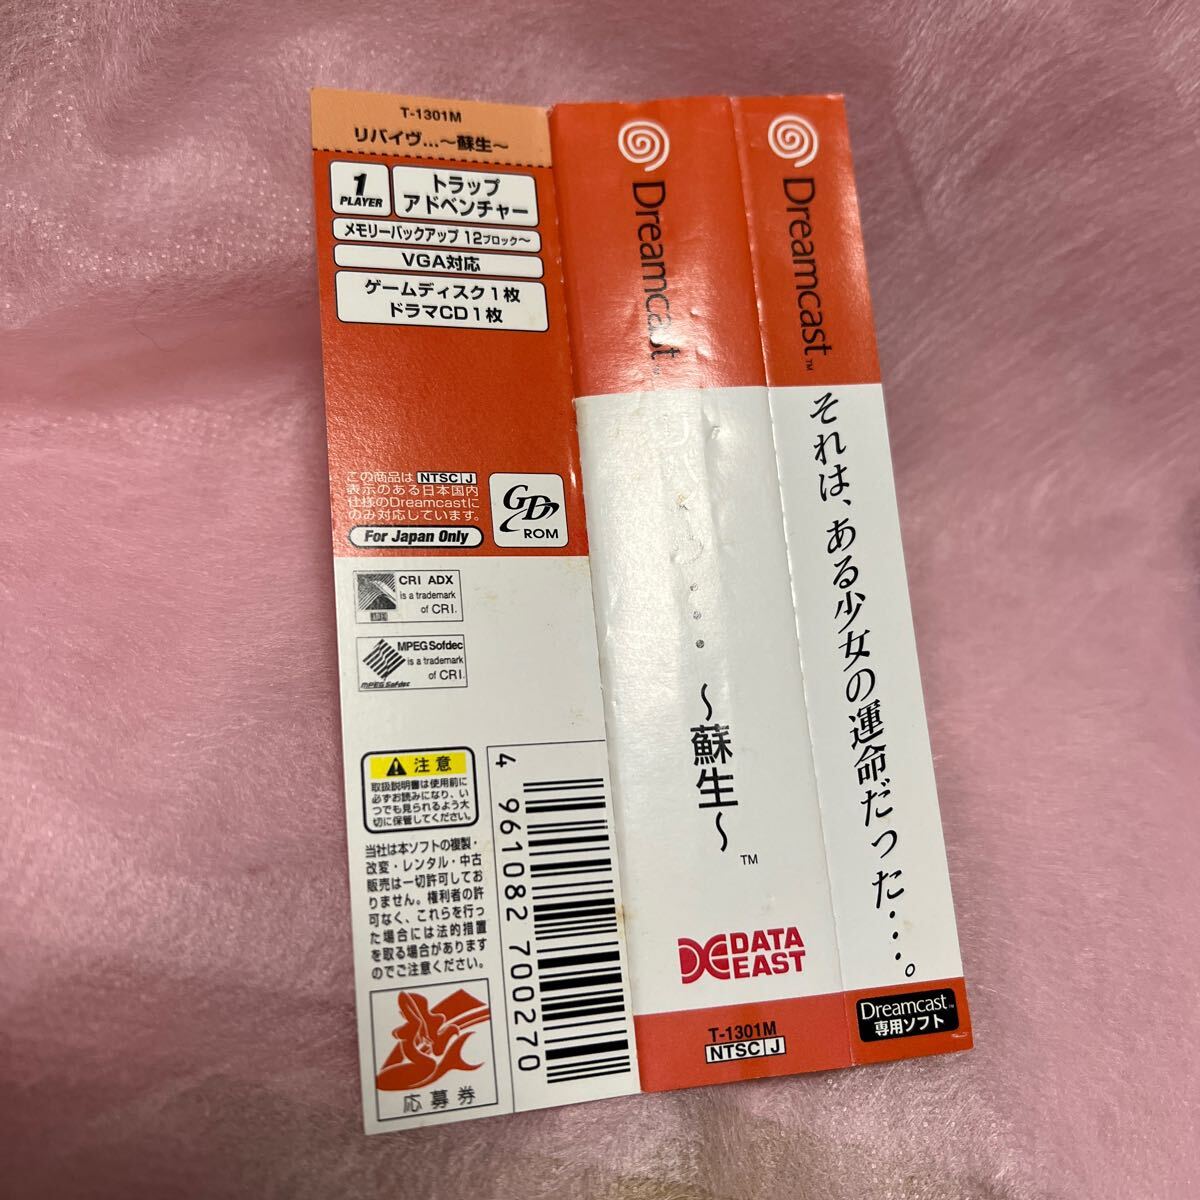 T-1301M
リバイヴ…～蘇生～
1
PLAYER
トラップ
アドベンチャー
メモリーバックアップ 12ブロック～
VGA対応
ゲームディスク1枚
ドラマCD1枚
この商品は NTSC J
表示のある日本国内
仕様のDreamcastに
のみ対応しています。
For Japan Only
GD
ROM
CRI ADX
is a trademark
of CRI.
MPEG Sofdec
is a trademark
of CRI.
MPEG Sofdec
注意
取扱説明書は使用前に
必ずお読みになり、い
つでも見られるよう大
切に保管してください。
当社は本ソフトの複製・
改変・レンタル・中古
販売は一切許可してお
りません。権利者の許
可なく、これらを行っ
た場合には法的措置
を取る場合があります
のでご注意ください。
応募券
4 961082 700270
Dreamcast™
～蘇生～™
DATA
EAST
T-1301M
NTSC J
Dreamcast™
それは、ある少女の運命だった‥‥。
Dreamcast™
専用ソフト